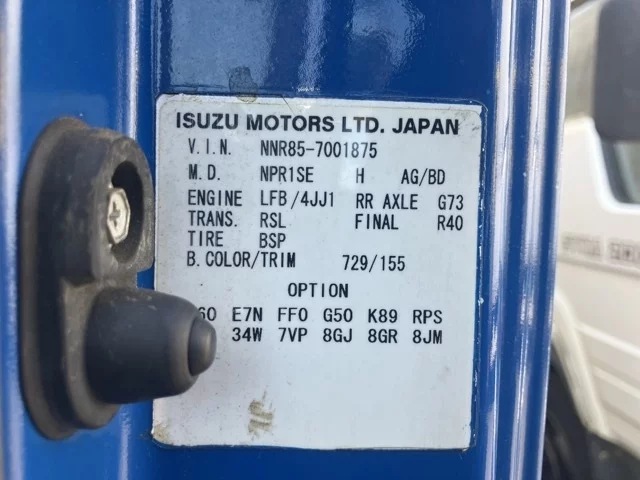 ISUZU MOTORS LTD. JAPAN
V.I.N. NNR85-7001875
M.D. NPR1SE H AG/BD
ENGINE LFB/4JJ1 RR AXLE G73
TRANS. RSL FINAL R40
TIRE BSP
B.COLOR/TRIM 729/155
OPTION
E7N FF0 G50 K89 RPS
34W 7VP 8GJ 8GR 8JM